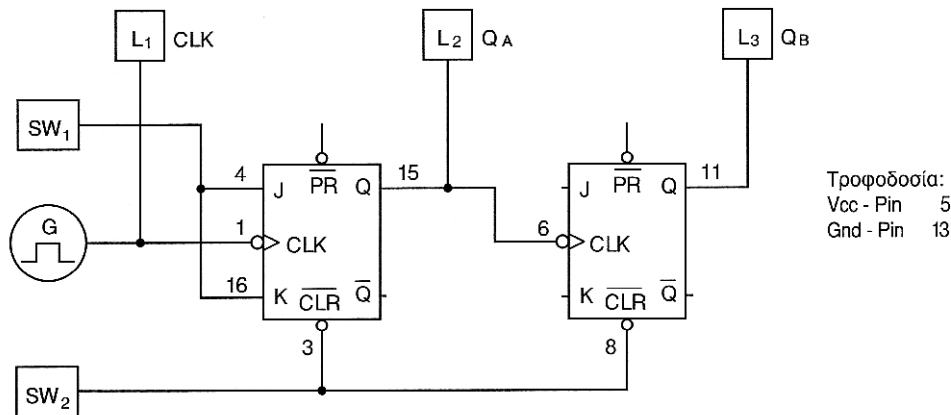 L1 CLK
L2 QA
L3 QB
SW1
4 J PR Q 15
J PR Q 11
Τροφοδοσία:
Vcc - Pin 5
Gnd - Pin 13
G
1 CLK
6 CLK
16 K CLR Q
K CLR Q
3
8
SW2